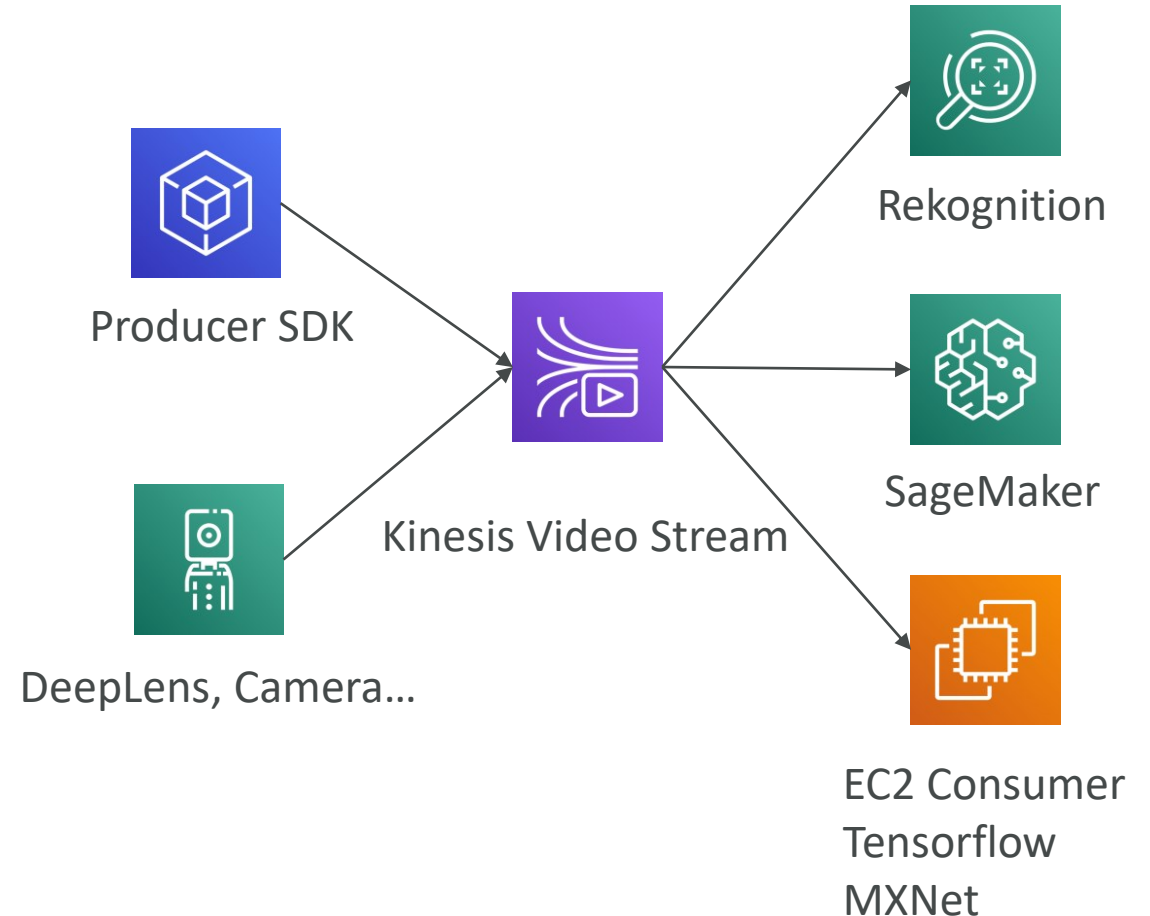 Producer SDK
DeepLens, Camera…
Kinesis Video Stream
Rekognition
SageMaker
EC2 Consumer
Tensorflow
MXNet